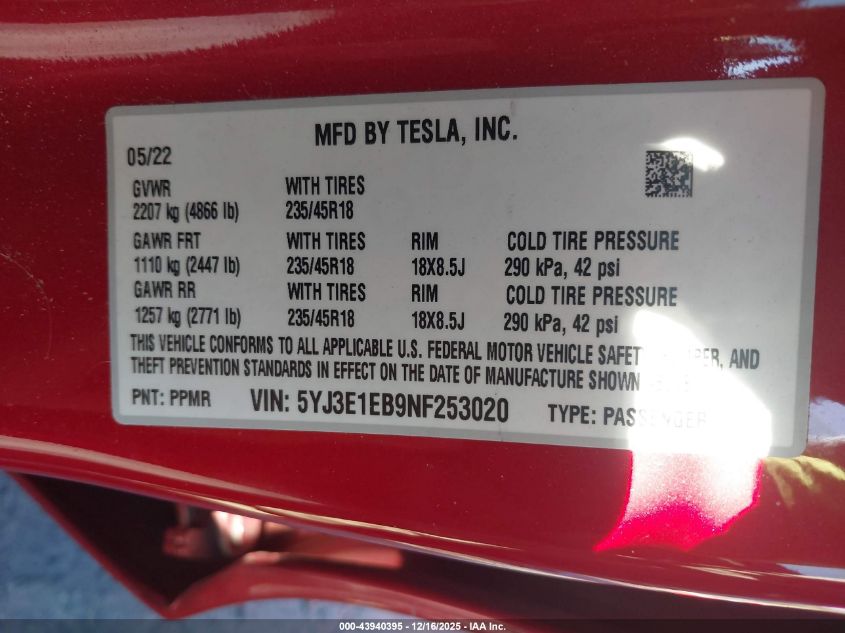 MFD BY TESLA, INC.
05/22
GVWR WITH TIRES
2207 kg (4866 lb) 235/45R18
GAWR FRT WITH TIRES RIM COLD TIRE PRESSURE
1110 kg (2447 lb) 235/45R18 18X8.5J 290 kPa, 42 psi
GAWR RR WITH TIRES RIM COLD TIRE PRESSURE
1257 kg (2771 lb) 235/45R18 18X8.5J 290 kPa, 42 psi
THIS VEHICLE CONFORMS TO ALL APPLICABLE U.S. FEDERAL MOTOR VEHICLE AND
THEFT PREVENTION STANDARDS IN EFFECT ON THE DATE OF MANUFACTURE SHOWN
PNT: PPMR VIN: 5YJ3E1EB9NF253020 TYPE: PASSENGER
000-43940395 - 12/16/2025 - IAA Inc.